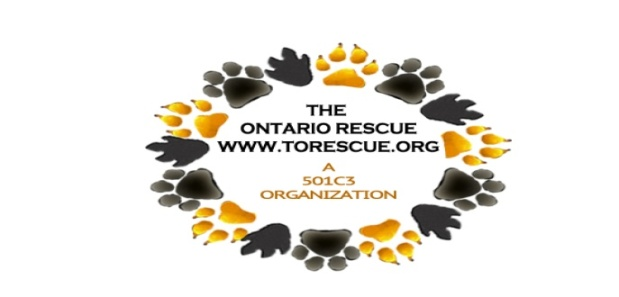 THE
ONTARIO RESCUE
WWW.TORESCUE.ORG
A
501C3
ORGANIZATION